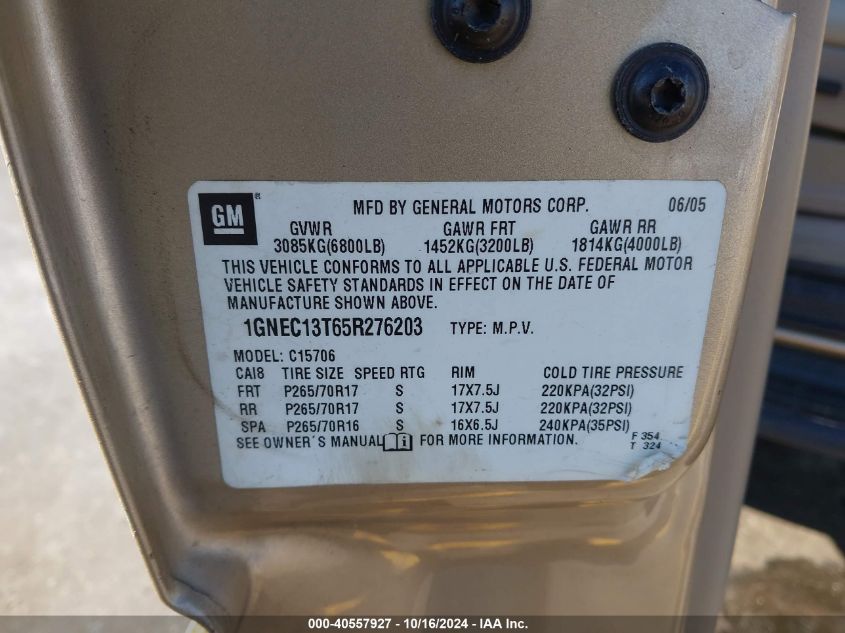 GM®
MFD BY GENERAL MOTORS CORP. 06/05
GVWR GAWR FRT GAWR RR
3085KG(6800LB) 1452KG(3200LB) 1814KG(4000LB)
THIS VEHICLE CONFORMS TO ALL APPLICABLE U.S. FEDERAL MOTOR
VEHICLE SAFETY STANDARDS IN EFFECT ON THE DATE OF
MANUFACTURE SHOWN ABOVE.
1GNEC13T65R276203 TYPE: M.P.V.
MODEL: C15706
CAI8 TIRE SIZE SPEED RTG RIM COLD TIRE PRESSURE
FRT P265/70R17 S 17X7.5J 220KPA(32PSI)
RR P265/70R17 S 17X7.5J 220KPA(32PSI)
SPA P265/70R16 S 16X6.5J 240KPA(35PSI)
SEE OWNER'S MANUAL FOR MORE INFORMATION.
F 354
T 324
000-40557927 - 10/16/2024 - IAA Inc.